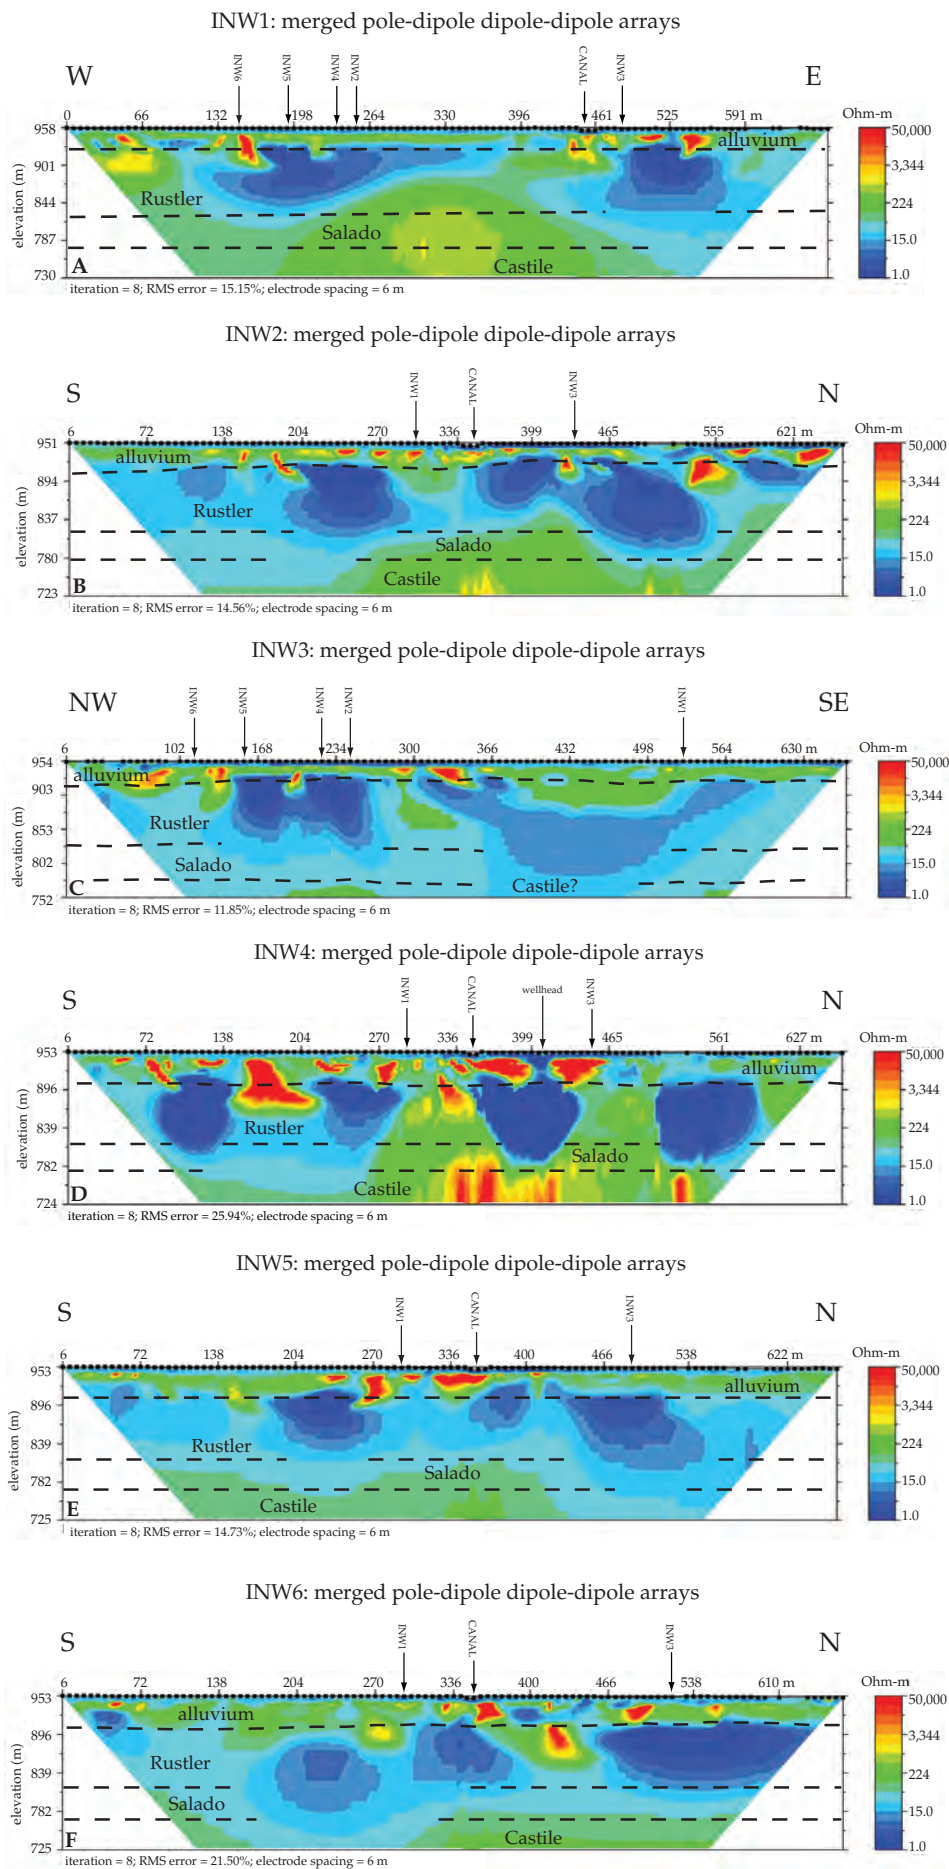 INW1: merged pole-dipole dipole-dipole arrays
W
E
INW6 INW5 INW4 INW2 CANAL INW3
0 66 132 198 264 330 396 461 525 591 m
Ohm-m
elevation (m)
958
901
844
787
730
alluvium
Rustler
Salado
Castile
A
50,000
3,344
224
15.0
1.0
iteration = 8; RMS error = 15.15%; electrode spacing = 6 m
INW2: merged pole-dipole dipole-dipole arrays
S
N
INW1 CANAL INW3
6 72 138 204 270 336 399 465 555 621 m
Ohm-m
elevation (m)
951
894
837
780
723
alluvium
Rustler
Salado
Castile
B
50,000
3,344
224
15.0
1.0
iteration = 8; RMS error = 14.56%; electrode spacing = 6 m
INW3: merged pole-dipole dipole-dipole arrays
NW
SE
INW6 INW5 INW4 INW2 INW1
6 102 168 234 300 366 432 498 564 630 m
Ohm-m
elevation (m)
954
903
853
802
752
alluvium
Rustler
Salado
Castile?
C
50,000
3,344
224
15.0
1.0
iteration = 8; RMS error = 11.85%; electrode spacing = 6 m
INW4: merged pole-dipole dipole-dipole arrays
S
N
INW1 CANAL wellhead INW3
6 72 138 204 270 336 399 465 561 627 m
Ohm-m
elevation (m)
953
896
839
782
724
alluvium
Rustler
Salado
Castile
D
50,000
3,344
224
15.0
1.0
iteration = 8; RMS error = 25.94%; electrode spacing = 6 m
INW5: merged pole-dipole dipole-dipole arrays
S
N
INW1 CANAL INW3
6 72 138 204 270 336 400 466 538 622 m
Ohm-m
elevation (m)
953
896
839
782
725
alluvium
Rustler
Salado
Castile
E
50,000
3,344
224
15.0
1.0
iteration = 8; RMS error = 14.73%; electrode spacing = 6 m
INW6: merged pole-dipole dipole-dipole arrays
S
N
INW1 CANAL INW3
6 72 138 204 270 336 400 466 538 610 m
Ohm-m
elevation (m)
953
896
839
782
725
alluvium
Rustler
Salado
Castile
F
50,000
3,344
224
15.0
1.0
iteration = 8; RMS error = 21.50%; electrode spacing = 6 m